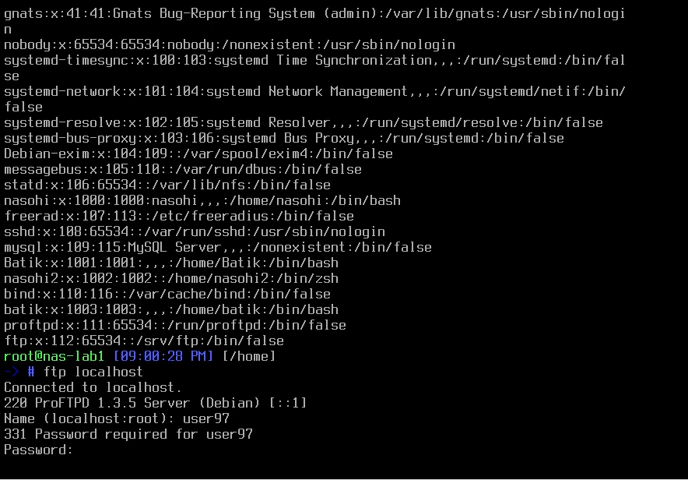 gnats:x:41:41:Gnats Bug-Reporting System (admin):/var/lib/gnats:/usr/sbin/nologi
n
nobody:x:65534:65534:nobody:/nonexistent:/usr/sbin/nologin
systemd-timesync:x:100:103:systemd Time Synchronization,,,:/run/systemd:/bin/fal
se
systemd-network:x:101:104:systemd Network Management,,,:/run/systemd/netif:/bin/
false
systemd-resolve:x:102:105:systemd Resolver,,,:/run/systemd/resolve:/bin/false
systemd-bus-proxy:x:103:106:systemd Bus Proxy,,,:/run/systemd:/bin/false
Debian-exim:x:104:109::/var/spool/exim4:/bin/false
messagebus:x:105:110::/var/run/dbus:/bin/false
statd:x:106:65534::/var/lib/nfs:/bin/false
nasohi:x:1000:1000:nasohi,,,:/home/nasohi:/bin/bash
freerad:x:107:113::/etc/freeradius:/bin/false
sshd:x:108:65534::/var/run/sshd:/usr/sbin/nologin
mysql:x:109:115:MySQL Server,,,:/nonexistent:/bin/false
Batik:x:1001:1001:,,,:/home/Batik:/bin/bash
nasohi2:x:1002:1002::/home/nasohi2:/bin/zsh
bind:x:110:116::/var/cache/bind:/bin/false
batik:x:1003:1003:,,,:/home/batik:/bin/bash
proftpd:x:111:65534::/run/proftpd:/bin/false
ftp:x:112:65534::/srv/ftp:/bin/false
root@nas-lab1 [09:00:28 PM] [/home]
-> # ftp localhost
Connected to localhost.
220 ProFTPD 1.3.5 Server (Debian) [::1]
Name (localhost:root): user97
331 Password required for user97
Password: